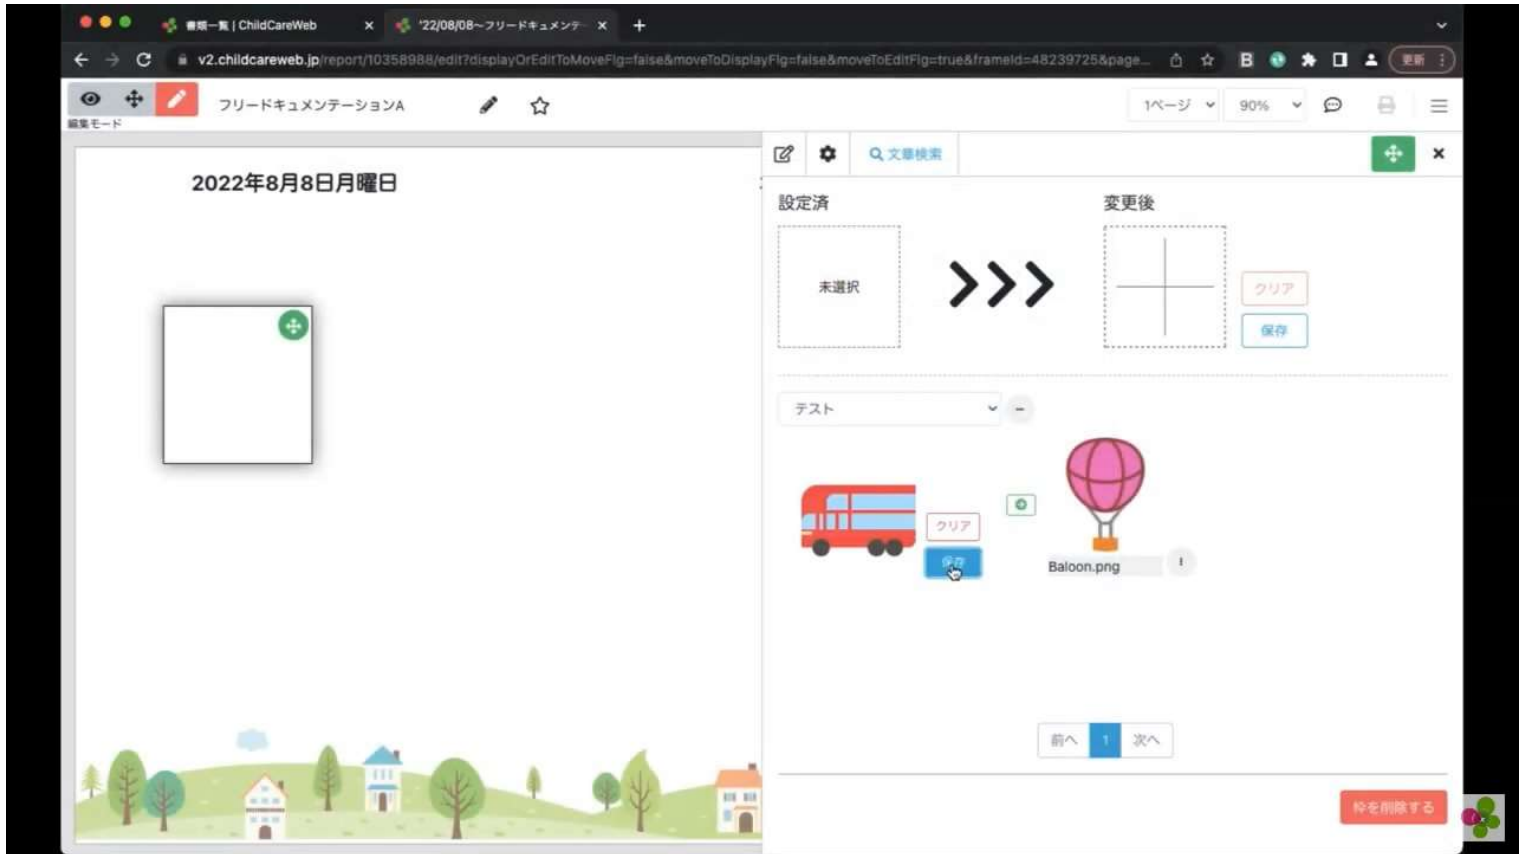 書類一覧 | ChildCareWeb
'22/08/08〜フリードキュメンテ
v2.childcareweb.jp/report/10358988/edit?displayOrEditToMoveFlg=false&moveToDisplayFlg=false&moveToEditFlg=true&frameId=48239725&page...
更新
編集モード
フリードキュメンテーションA
1ページ
90%
文章検索
2022年8月8日月曜日
設定済
変更後
未選択
クリア
保存
テスト
クリア
保存
Baloon.png
前へ
1
次へ
枠を削除する